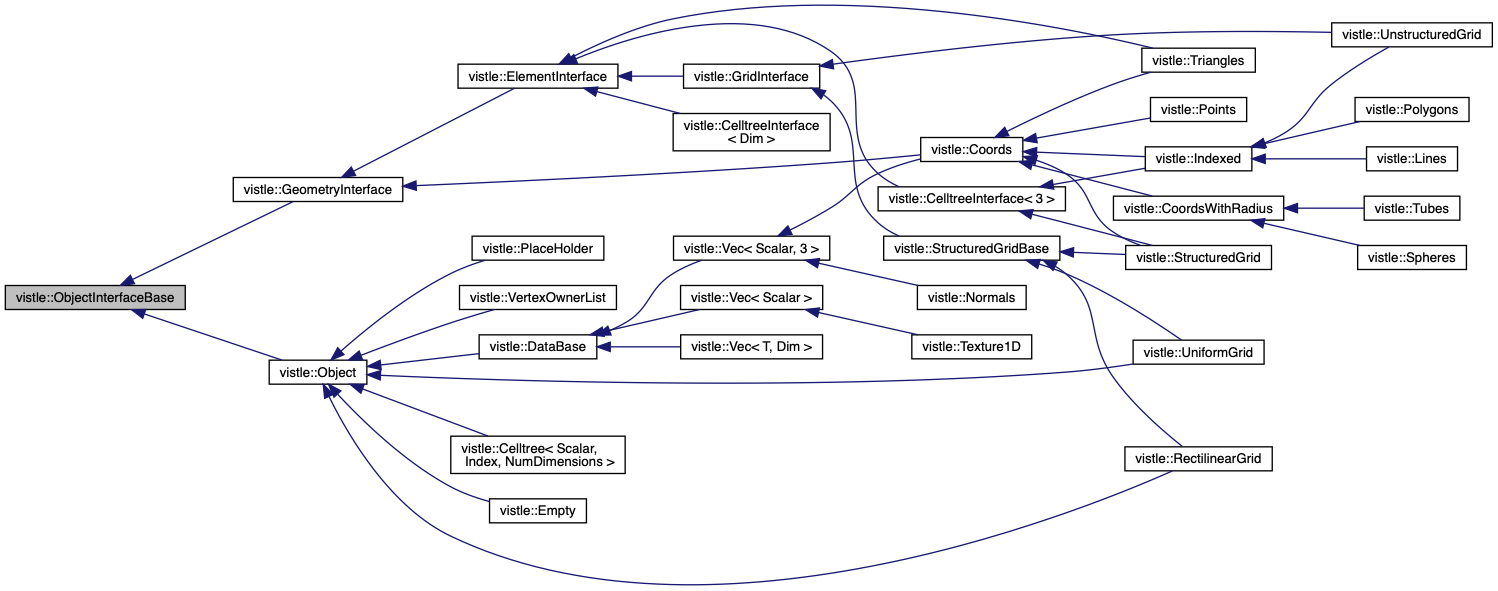 vistle::UnstructuredGrid
vistle::Triangles
vistle::ElementInterface
vistle::GridInterface
vistle::Points
vistle::Polygons
vistle::CelltreeInterface
< Dim >
vistle::Coords
vistle::Indexed
vistle::Lines
vistle::GeometryInterface
vistle::CelltreeInterface< 3 >
vistle::CoordsWithRadius
vistle::Tubes
vistle::PlaceHolder
vistle::Vec< Scalar, 3 >
vistle::StructuredGridBase
vistle::StructuredGrid
vistle::Spheres
vistle::ObjectInterfaceBase
vistle::VertexOwnerList
vistle::Vec< Scalar >
vistle::Normals
vistle::DataBase
vistle::Vec< T, Dim >
vistle::Texture1D
vistle::UniformGrid
vistle::Object
vistle::Celltree< Scalar,
Index, NumDimensions >
vistle::RectilinearGrid
vistle::Empty